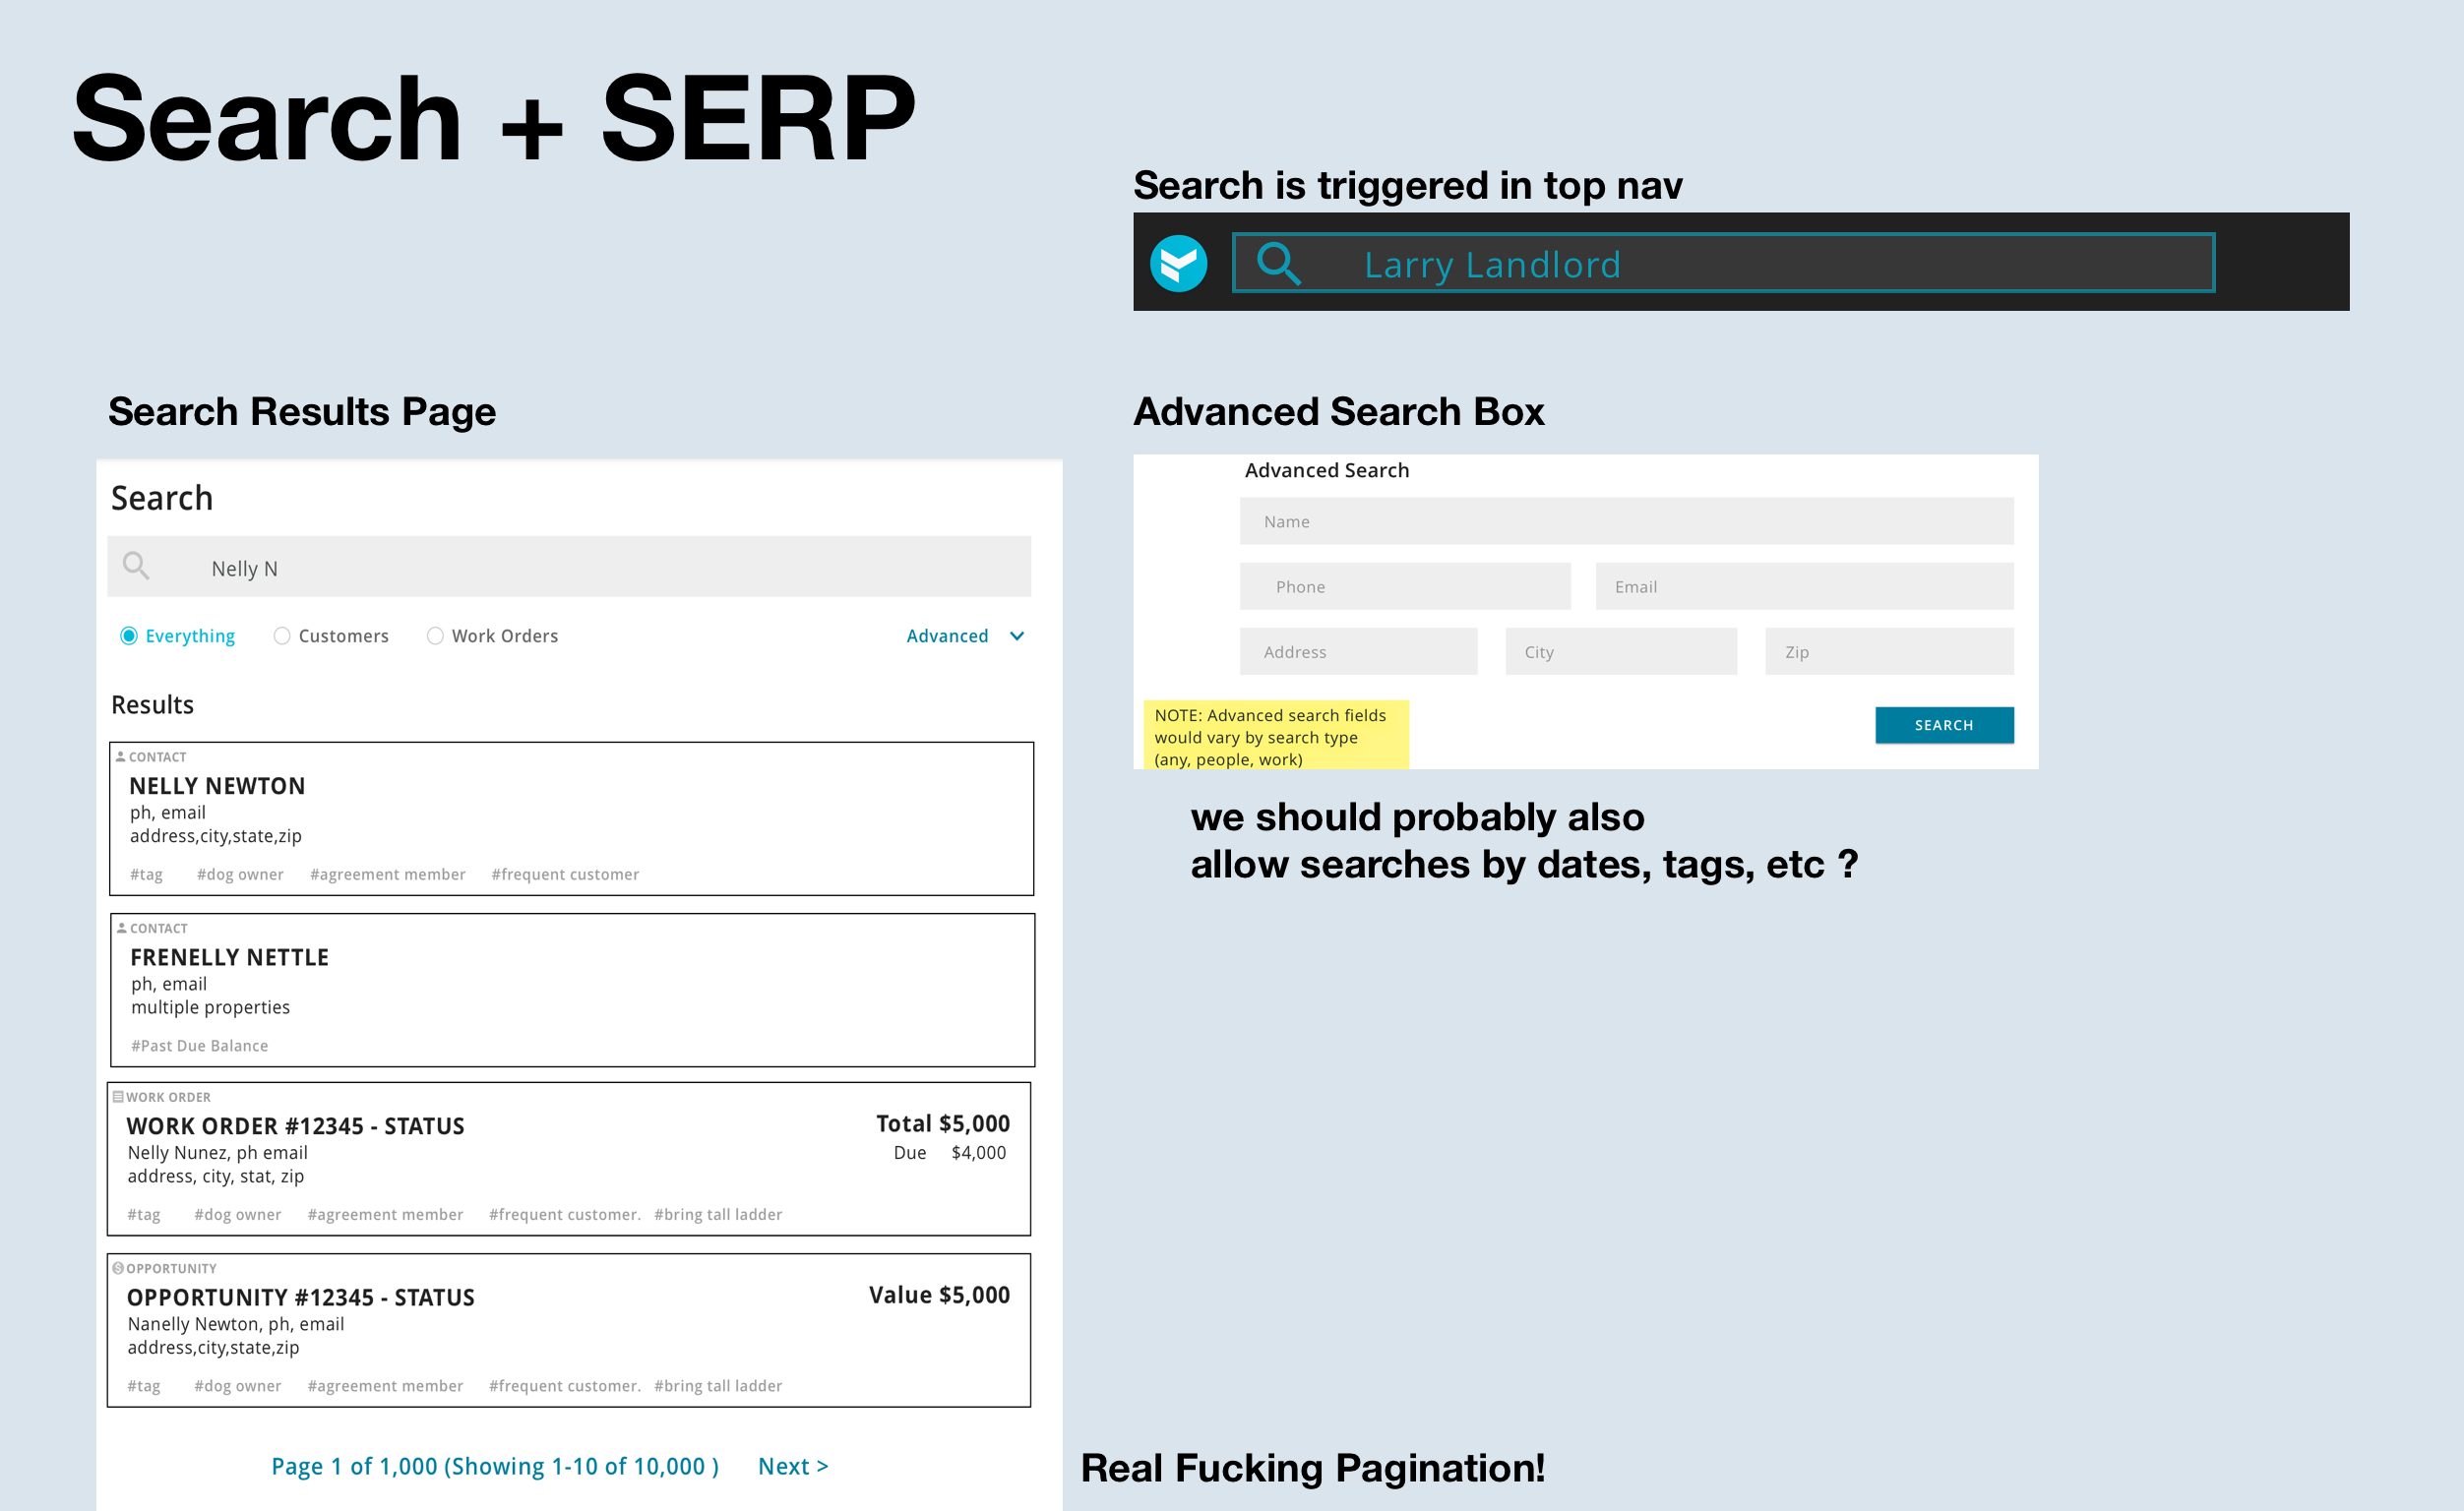 Search + SERP
Search is triggered in top nav
Larry Landlord
Search Results Page
Search
Nelly N
Everything Customers Work Orders Advanced
Results
CONTACT
NELLY NEWTON
ph, email
address,city,state,zip
#tag #dog owner #agreement member #frequent customer
CONTACT
FRENELLY NETTLE
ph, email
multiple properties
#Past Due Balance
WORK ORDER
WORK ORDER #12345 - STATUS Total $5,000
Nelly Nunez, ph email Due $4,000
address, city, stat, zip
#tag #dog owner #agreement member #frequent customer. #bring tall ladder
OPPORTUNITY
OPPORTUNITY #12345 - STATUS Value $5,000
Nanelly Newton, ph, email
address,city,state,zip
#tag #dog owner #agreement member #frequent customer. #bring tall ladder
Page 1 of 1,000 (Showing 1-10 of 10,000 ) Next >
Advanced Search Box
Advanced Search
Name
Phone Email
Address City Zip
NOTE: Advanced search fields
would vary by search type
(any, people, work)
SEARCH
we should probably also
allow searches by dates, tags, etc ?
Real Fucking Pagination!